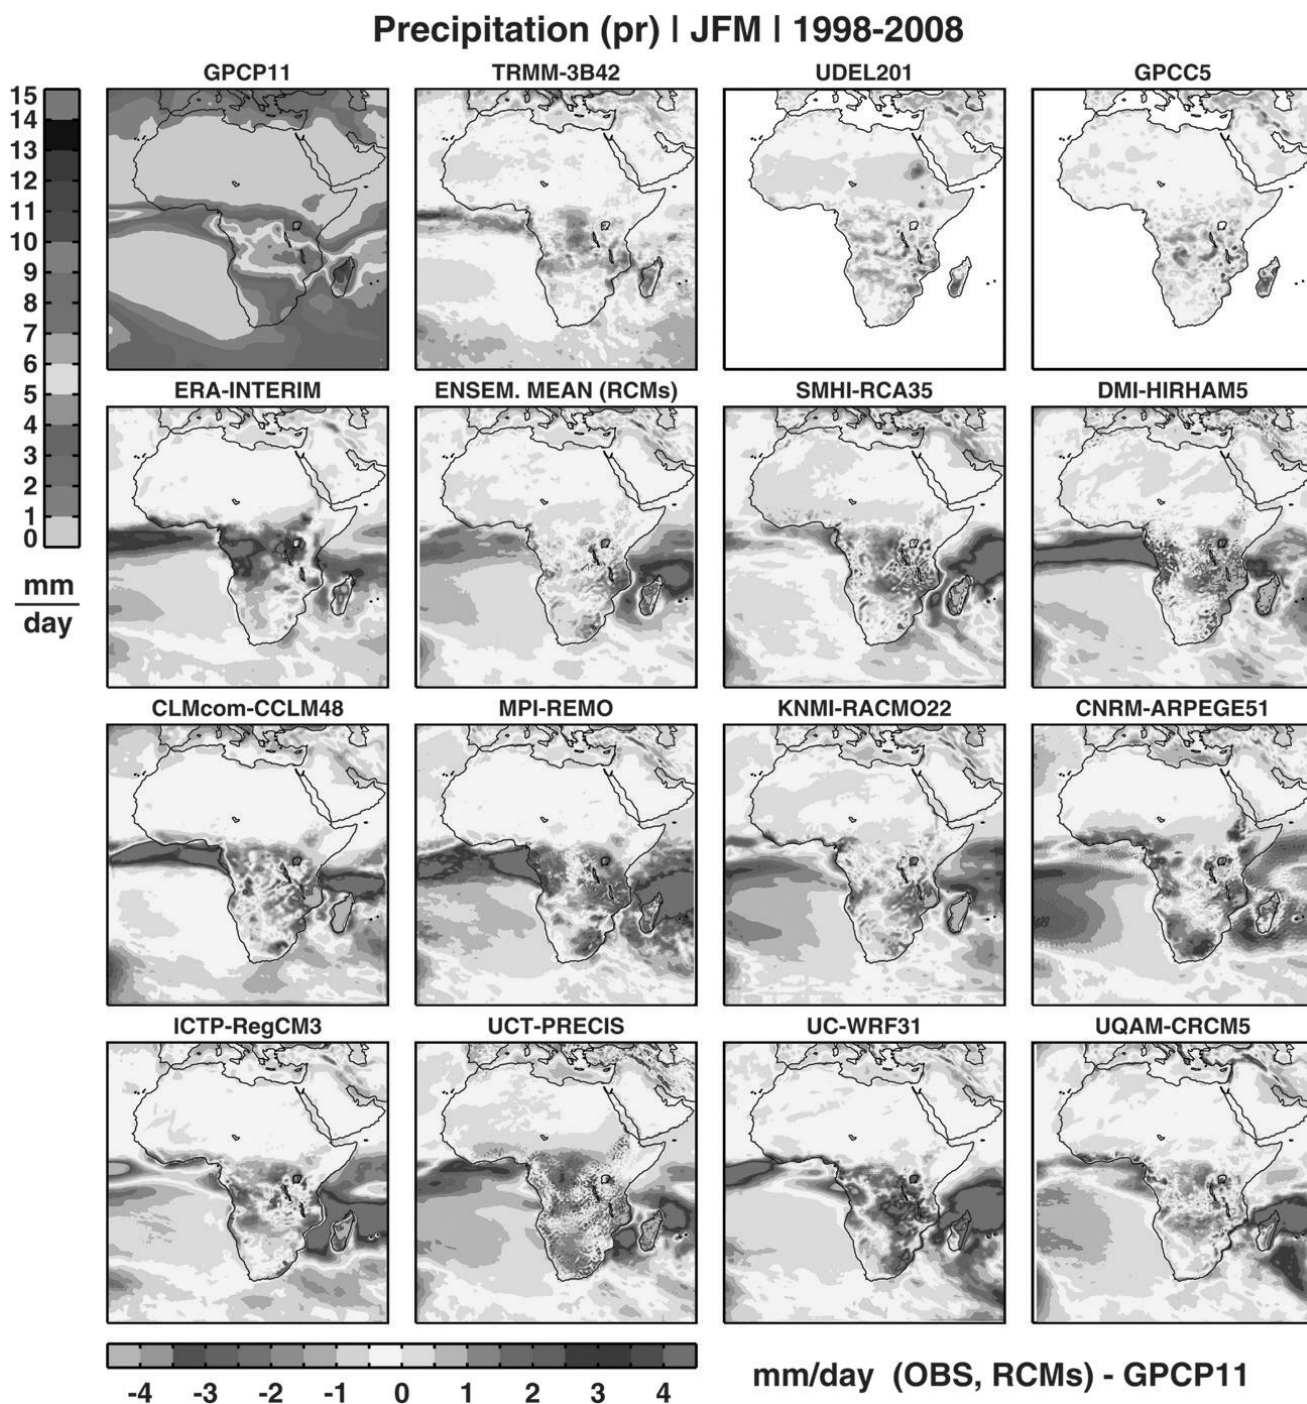 Precipitation (pr) | JFM | 1998-2008
GPCP11 TRMM-3B42 UDEL201 GPCC5
15
14
13
12
11
10
9
8
7
6
5
4
3
2
1
0
mm
day
ERA-INTERIM ENSEM. MEAN (RCMs) SMHI-RCA35 DMI-HIRHAM5
CLMcom-CCLM48 MPI-REMO KNMI-RACMO22 CNRM-ARPEGE51
ICTP-RegCM3 UCT-PRECIS UC-WRF31 UQAM-CRCM5
-4 -3 -2 -1 0 1 2 3 4
mm/day (OBS, RCMs) - GPCP11